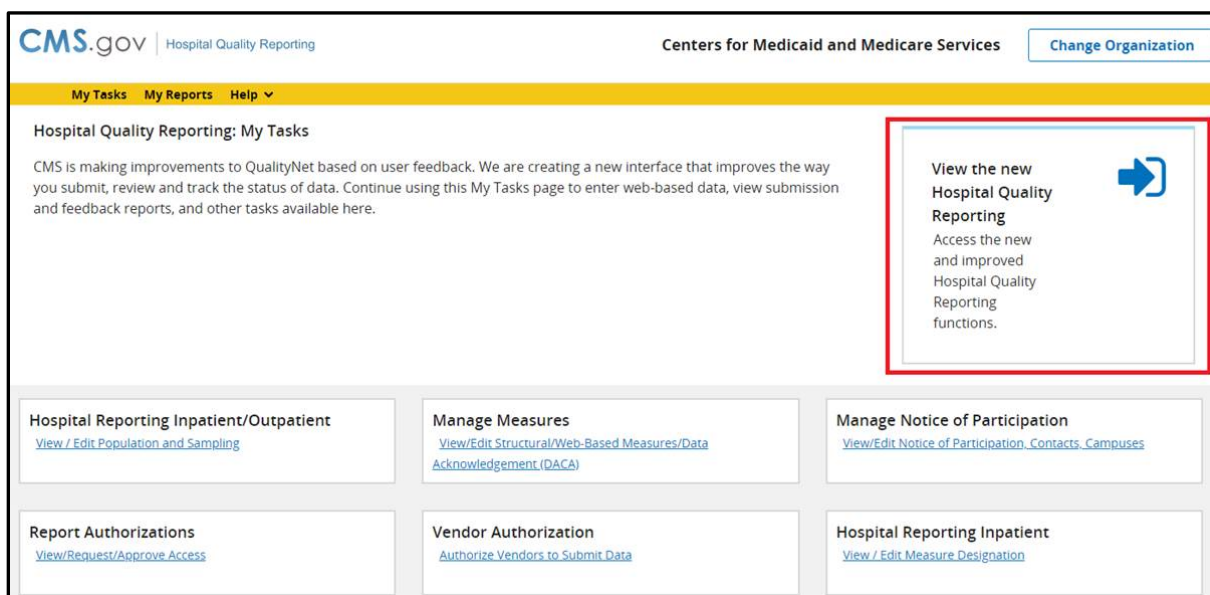 CMS.gov | Hospital Quality Reporting
Centers for Medicaid and Medicare Services
Change Organization
My Tasks My Reports Help
Hospital Quality Reporting: My Tasks
CMS is making improvements to QualityNet based on user feedback. We are creating a new interface that improves the way
you submit, review and track the status of data. Continue using this My Tasks page to enter web-based data, view submission
and feedback reports, and other tasks available here.
View the new
Hospital Quality
Reporting
Access the new
and improved
Hospital Quality
Reporting
functions.
Hospital Reporting Inpatient/Outpatient
View / Edit Population and Sampling
Manage Measures
View/Edit Structural/Web-Based Measures/Data
Acknowledgement (DACA)
Manage Notice of Participation
View/Edit Notice of Participation, Contacts, Campuses
Report Authorizations
View/Request/Approve Access
Vendor Authorization
Authorize Vendors to Submit Data
Hospital Reporting Inpatient
View / Edit Measure Designation